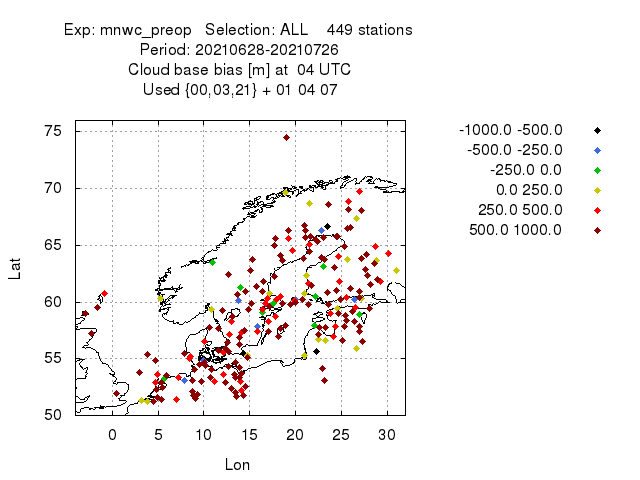 Exp: mnwc_preop   Selection: ALL    449 stations
Period: 20210628-20210726
Cloud base bias [m] at  04 UTC
Used {00,03,21} + 01 04 07
-1000.0 -500.0
-500.0 -250.0
-250.0 0.0
0.0 250.0
250.0 500.0
500.0 1000.0
75
70
65
60
55
50
Lat
0 5 10 15 20 25 30
Lon